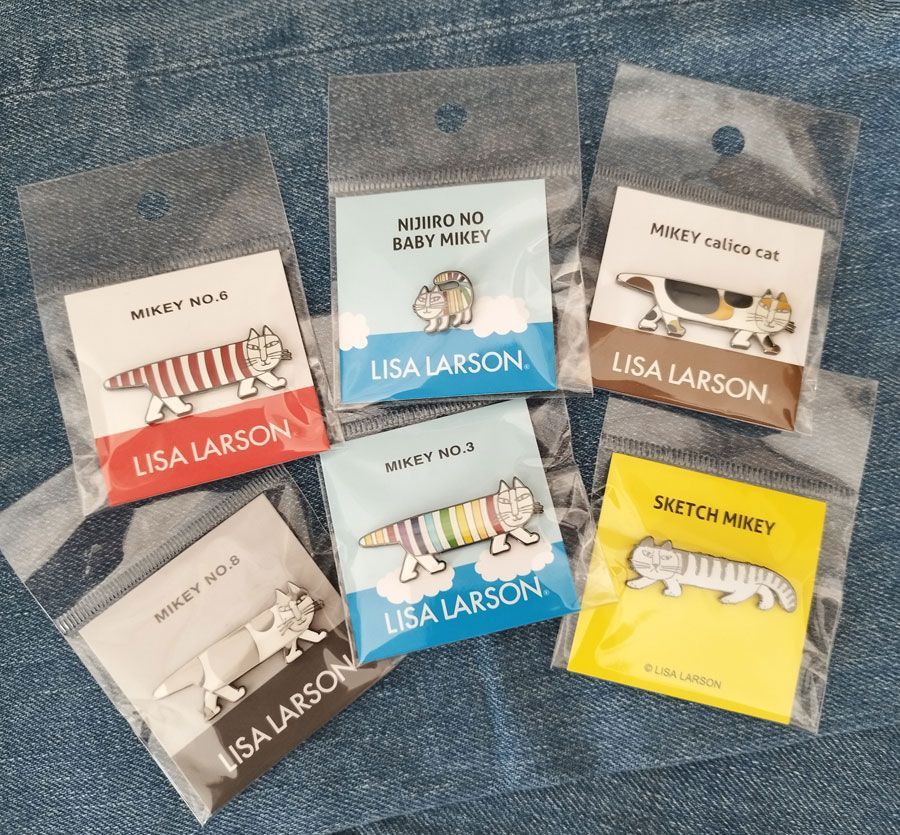 MIKEY NO.6
LISA LARSON
NIJIIRO NO
BABY MIKEY
LISA LARSON®
MIKEY calico cat
LISA LARSON®
MIKEY NO.8
LISA LARSON
MIKEY NO.3
LISA LARSON®
SKETCH MIKEY
© LISA LARSON